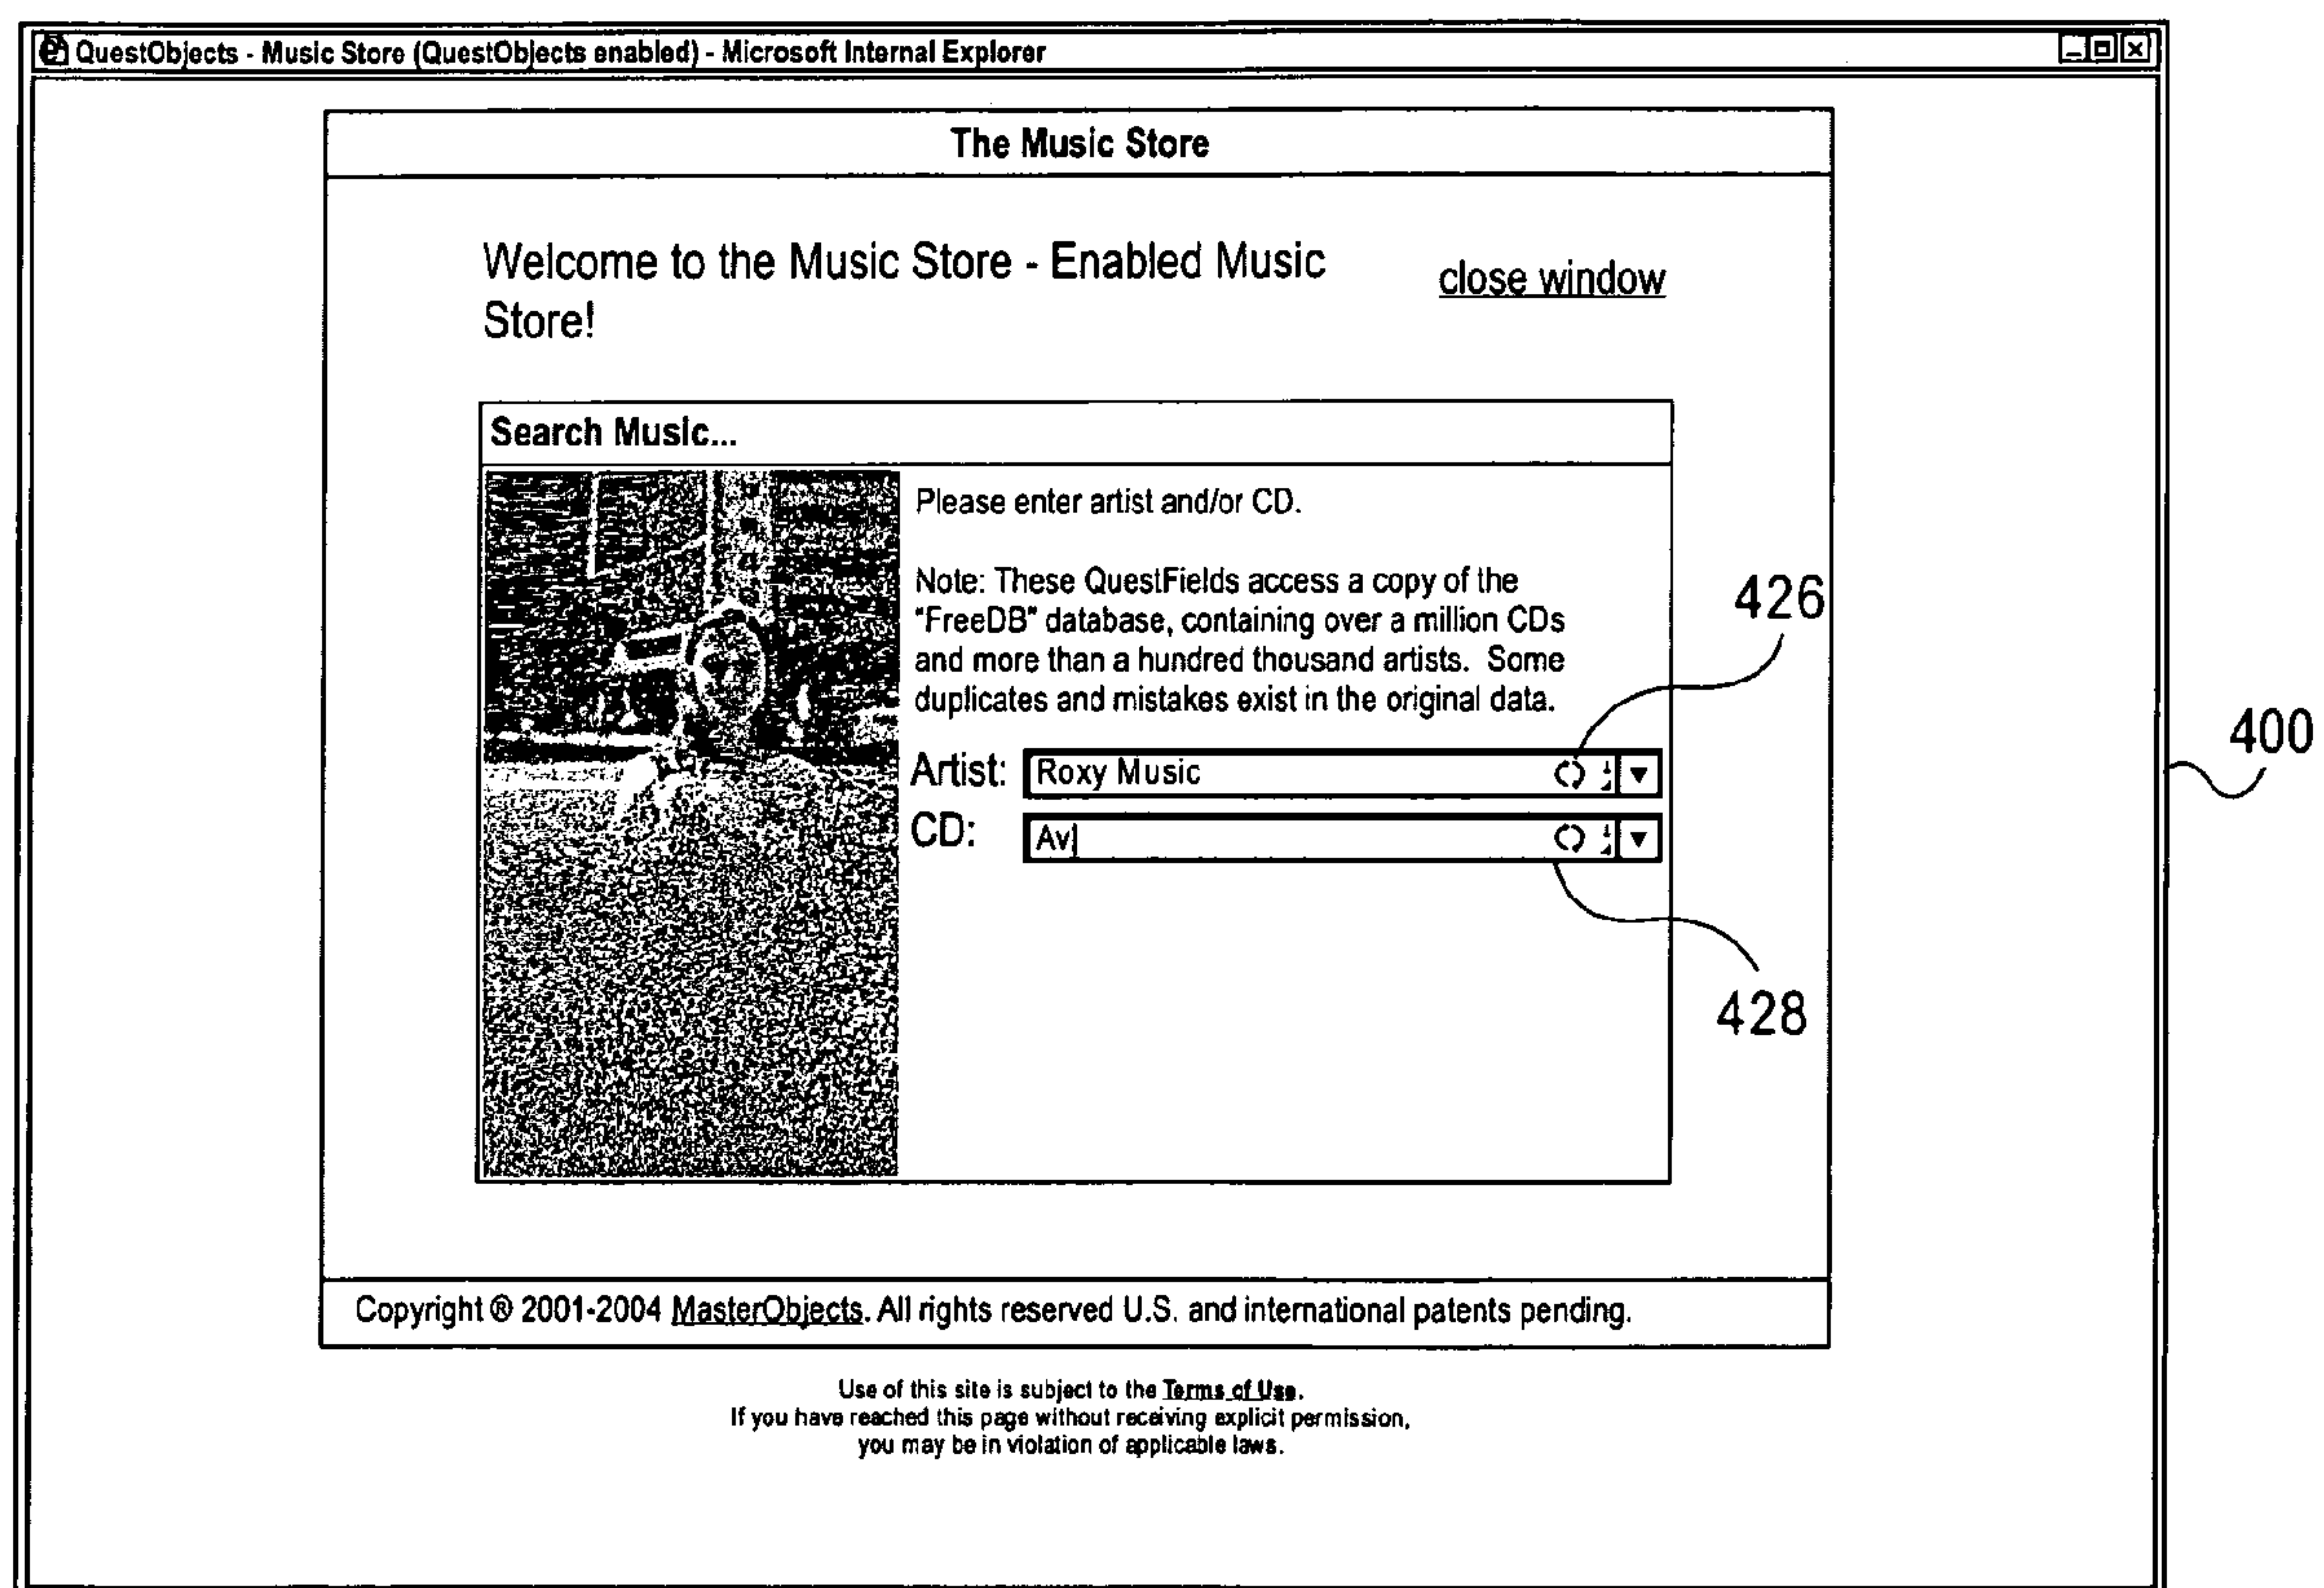 QuestObjects - Music Store (QuestObjects enabled) - Microsoft Internal Explorer
The Music Store
Welcome to the Music Store - Enabled Music
Store!
close window
Search Music...
Please enter artist and/or CD.
Note: These QuestFields access a copy of the
"FreeDB" database, containing over a million CDs
and more than a hundred thousand artists. Some
duplicates and mistakes exist in the original data.
426
400
Artist: Roxy Music
CD: Av
428
Copyright ® 2001-2004 MasterObjects. All rights reserved U.S. and international patents pending.
Use of this site is subject to the Terms of Use.
If you have reached this page without receiving explicit permission,
you may be in violation of applicable laws.